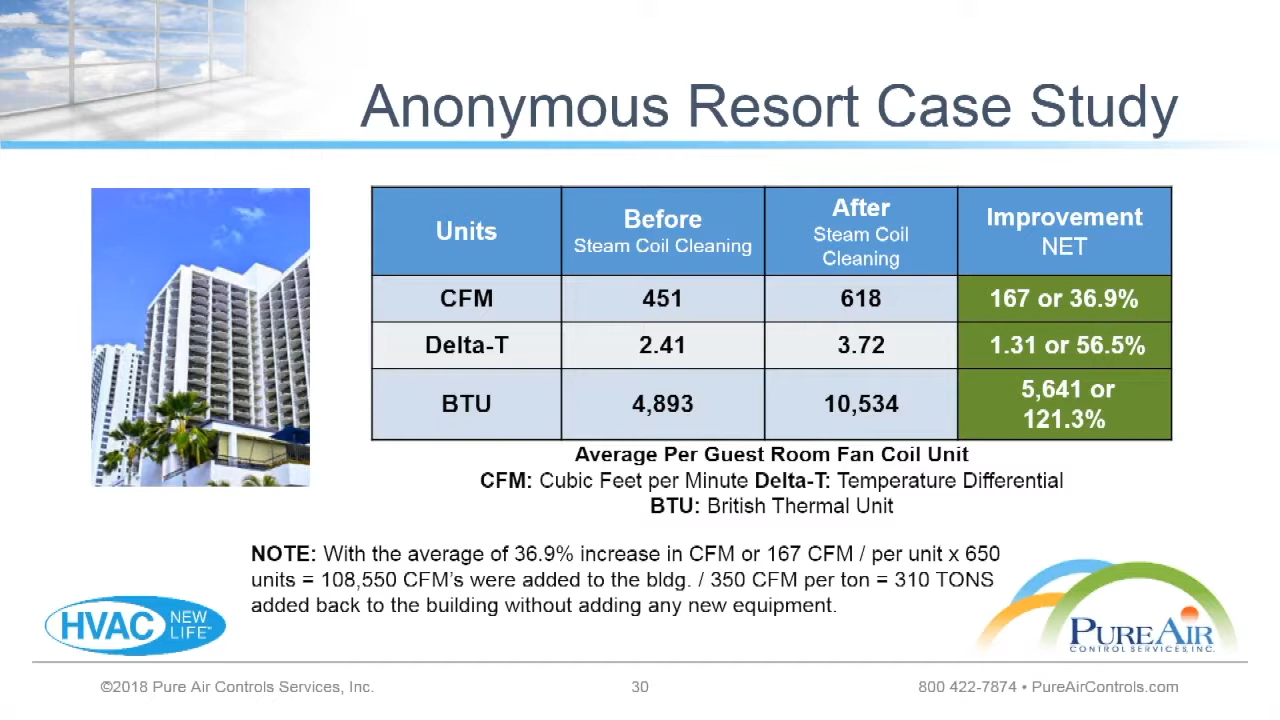 Anonymous Resort Case Study
Units
Before
Steam Coil Cleaning
After
Steam Coil
Cleaning
Improvement
NET
CFM
451
618
167 or 36.9%
Delta-T
2.41
3.72
1.31 or 56.5%
BTU
4,893
10,534
5,641 or
121.3%
Average Per Guest Room Fan Coil Unit
CFM: Cubic Feet per Minute Delta-T: Temperature Differential
BTU: British Thermal Unit
NOTE: With the average of 36.9% increase in CFM or 167 CFM / per unit x 650
units = 108,550 CFM's were added to the bldg. / 350 CFM per ton = 310 TONS
added back to the building without adding any new equipment.
HVAC NEW
LIFE™
PURE AIR
CONTROL SERVICES, INC.
©2018 Pure Air Controls Services, Inc.
30
800 422-7874 • PureAirControls.com